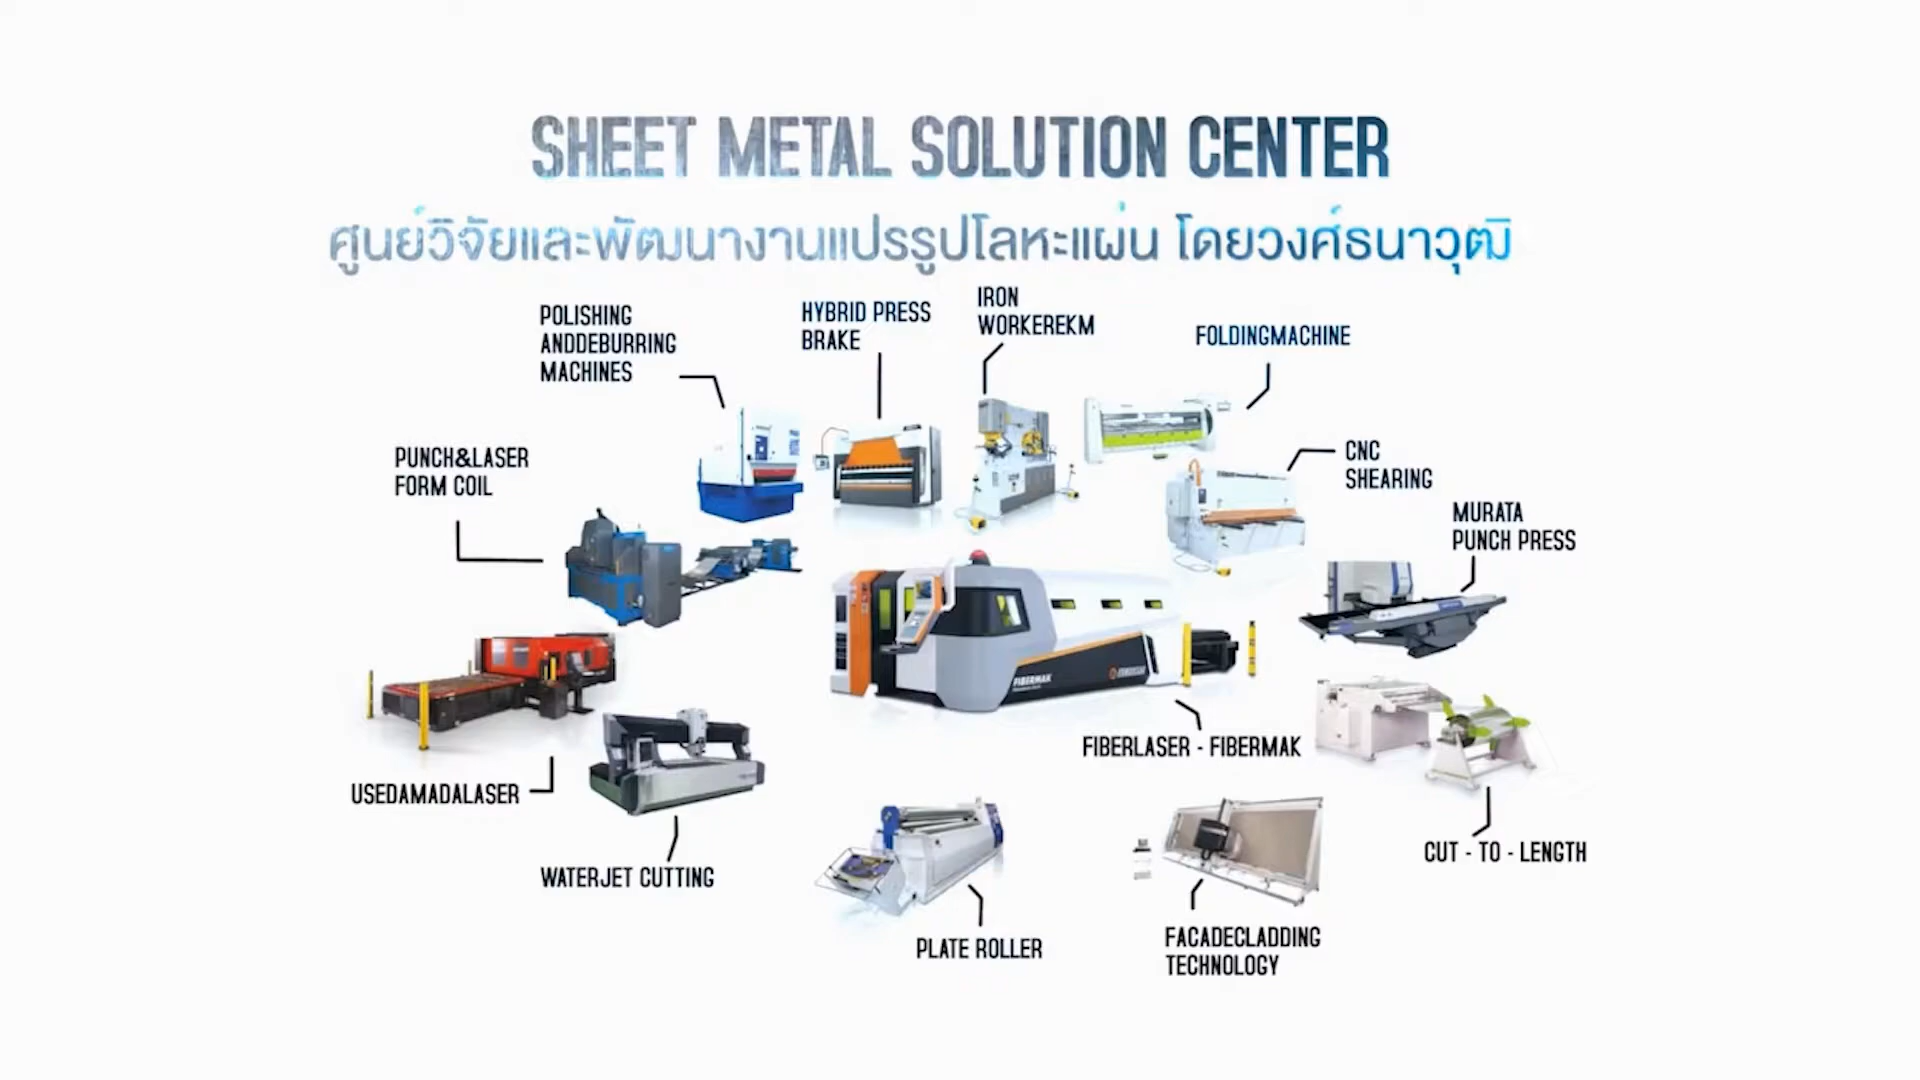 SHEET METAL SOLUTION CENTER
ศูนย์วิจัยและพัฒนางานแปรรูปโลหะแผ่น โดยวงศ์ธนาวุฒิ
POLISHING
ANDDEBURRING
MACHINES
HYBRID PRESS
BRAKE
IRON
WORKEREKM
FOLDINGMACHINE
PUNCH&LASER
FORM COIL
CNC
SHEARING
MURATA
PUNCH PRESS
FIBERMAK
FIBERLASER - FIBERMAK
USEDAMADALASER
WATERJET CUTTING
CUT - TO - LENGTH
PLATE ROLLER
FACADECLADDING
TECHNOLOGY